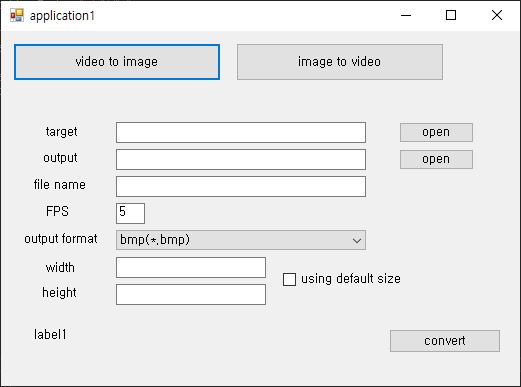 application1
video to image
image to video
target
open
output
open
file name
FPS
5
output format
bmp(*.bmp)
width
using default size
height
label1
convert